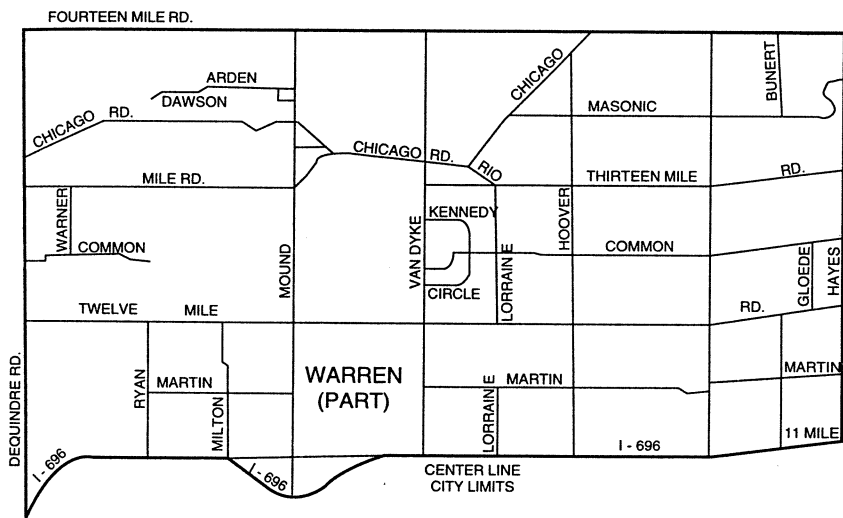 FOURTEEN MILE RD.
CHICAGO RD.
ARDEN
DAWSON
CHICAGO RD.
CHICAGO
RIO
MASONIC
BUNERT
MILE RD.
THIRTEEN MILE RD.
WARNER
COMMON
MOUND
VAN DYKE
KENNEDY
CIRCLE
LORRAINE
HOOVER
COMMON
GLOEDE
HAYES
TWELVE MILE
RD.
DEQUINDRE RD.
RYAN
MARTIN
MILTON
WARREN
(PART)
LORRAINE
MARTIN
MARTIN
11 MILE
I - 696
I - 696
I - 696
CENTER LINE
CITY LIMITS